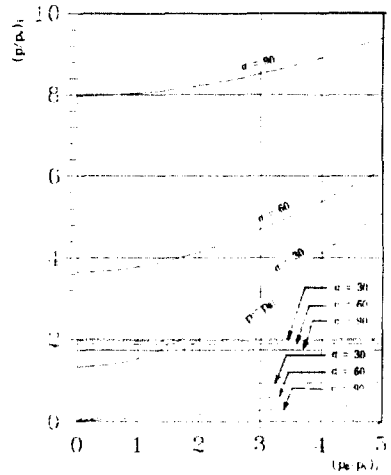 10
(p/p₀)ᵢ
α = 90
8
6
α = 60
4
α = 30
α = 30
α = 60
α = 90
2
α = 30
α = 60
α = 90
0
0 1 2 3 4 5